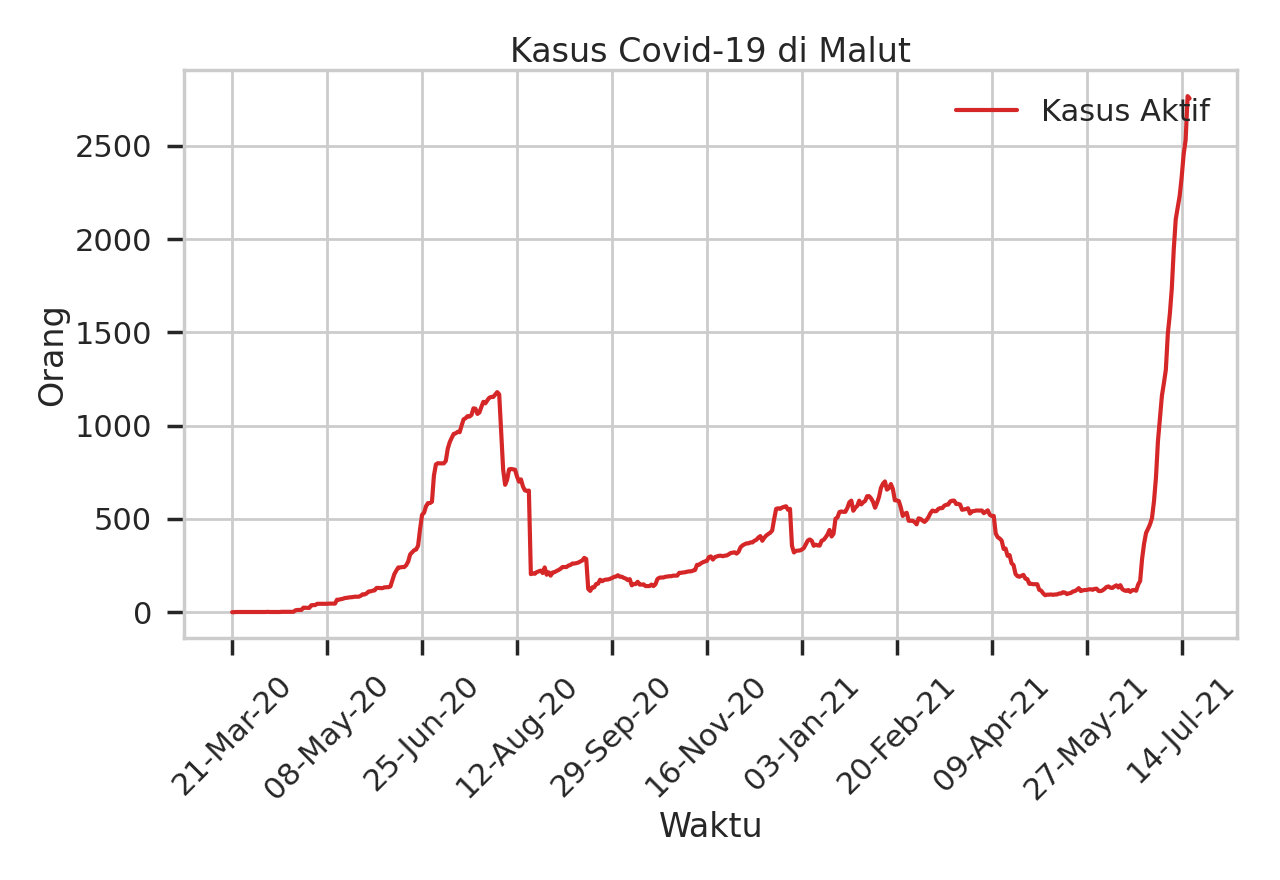 Kasus Covid-19 di Malut
Kasus Aktif
Orang
2500
2000
1500
1000
500
0
21-Mar-20
08-May-20
25-Jun-20
12-Aug-20
29-Sep-20
16-Nov-20
03-Jan-21
20-Feb-21
09-Apr-21
27-May-21
14-Jul-21
Waktu